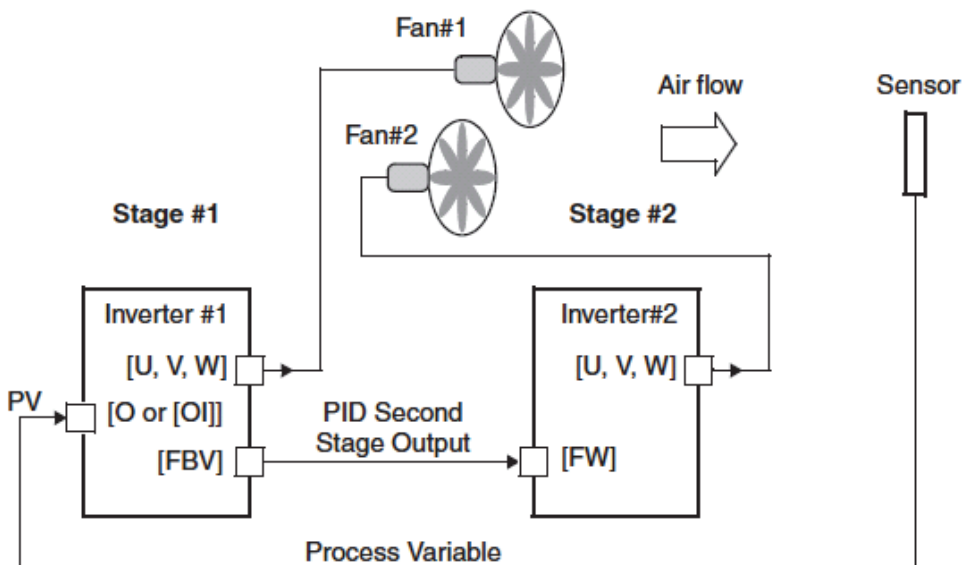 Fan#1
Air flow
Sensor
Fan#2
Stage #1
Stage #2
Inverter #1
Inverter#2
[U, V, W]
[U, V, W]
PV
[O or [OI]]
PID Second
Stage Output
[FBV]
[FW]
Process Variable